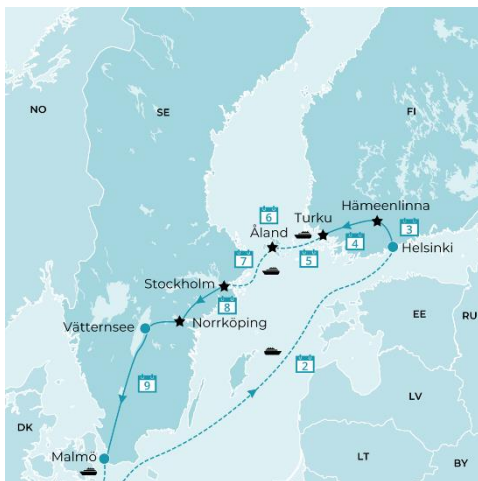 NO
SE
FI
6
Turku
Hämeenlinna
3
Åland
4
Helsinki
7
5
Stockholm
8
EE
RU
Norrköping
Vätternsee
2
9
LV
DK
Malmö
LT
BY